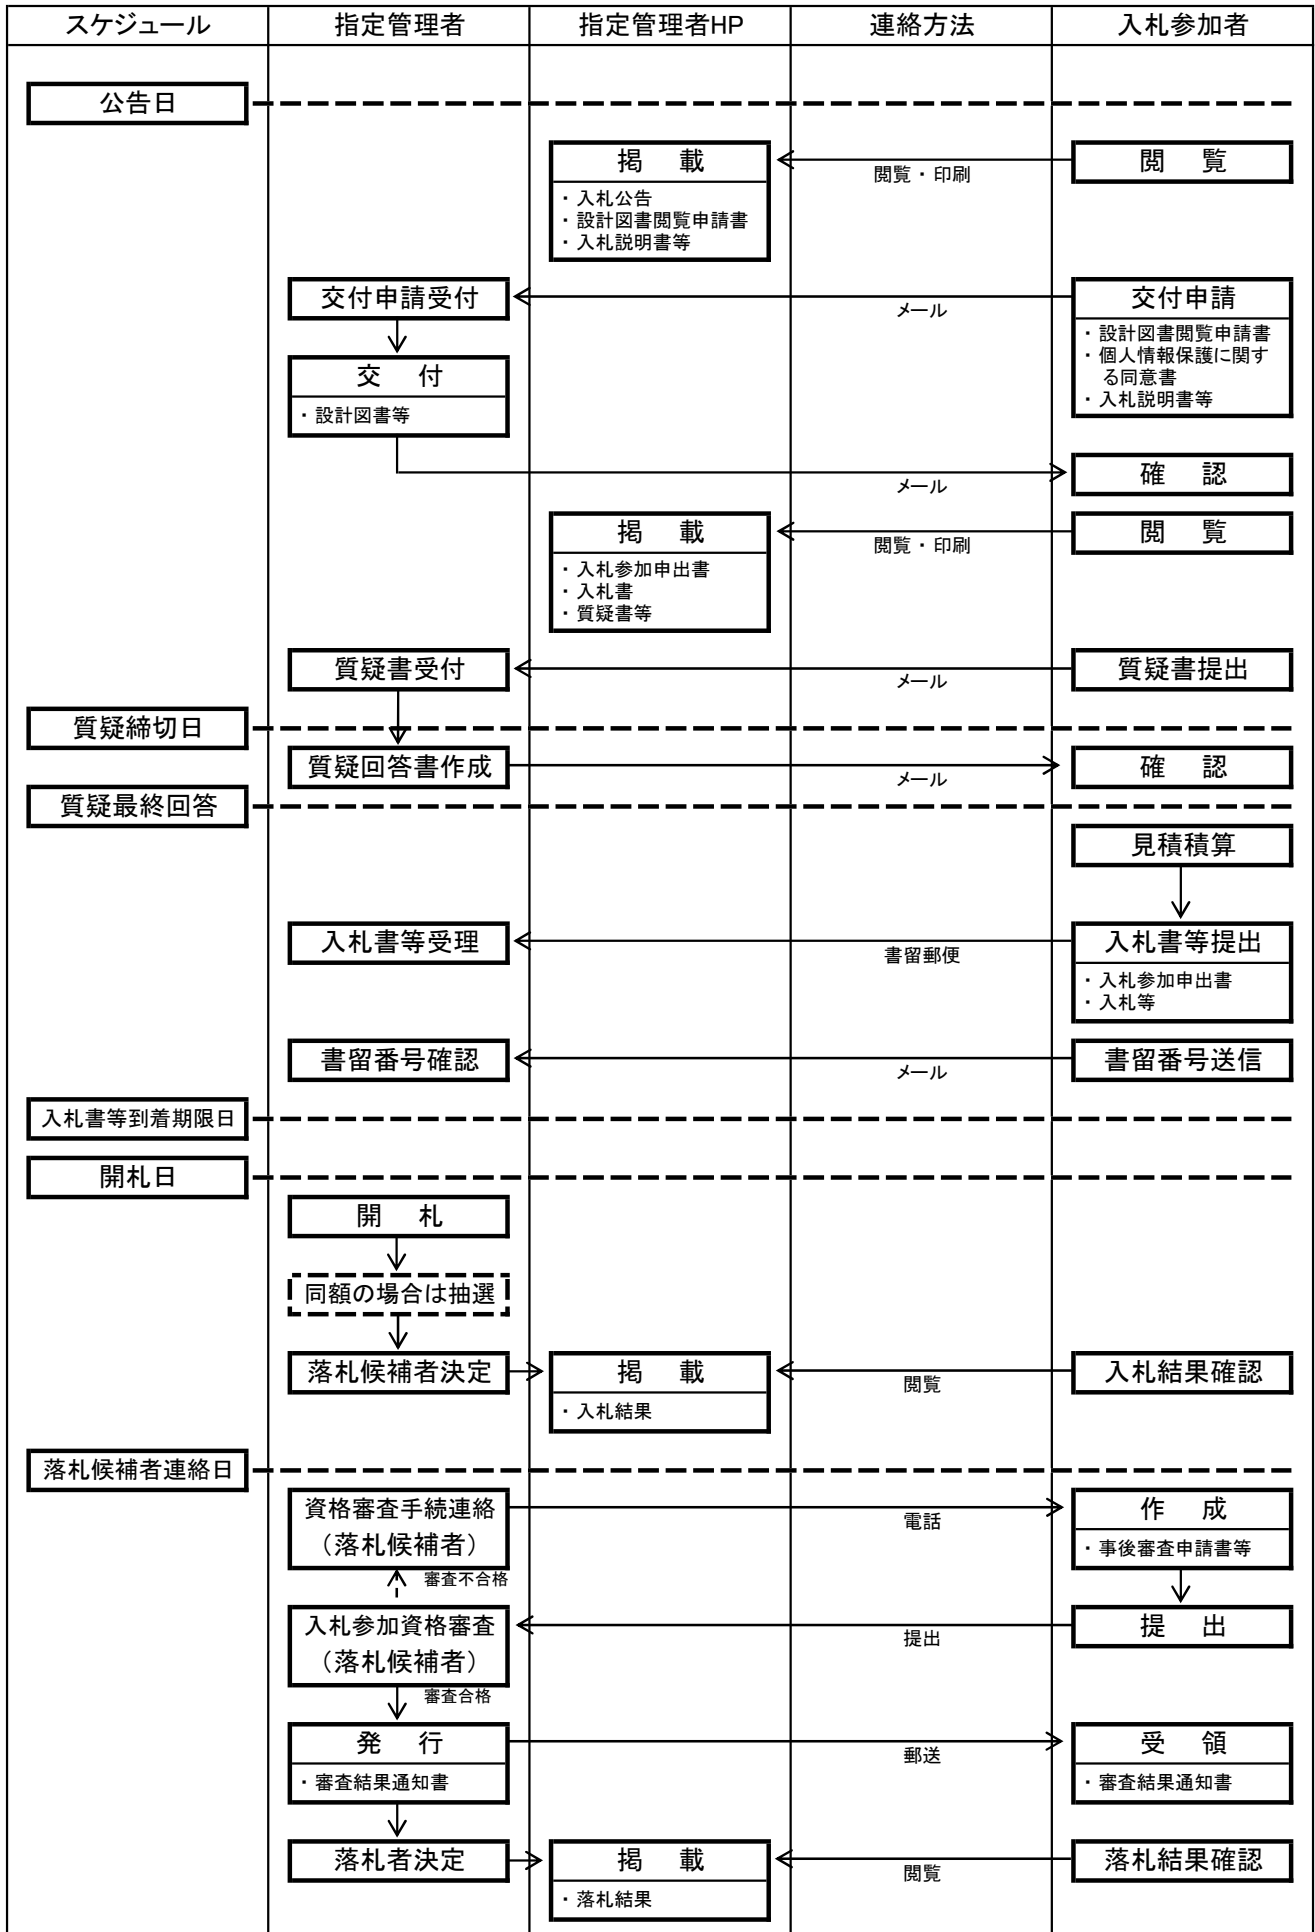 スケジュール
指定管理者
指定管理者HP
連絡方法
入札参加者
公告日
掲　載
・入札公告
・設計図書閲覧申請書
・入札説明書等
閲覧・印刷
閲　覧
交付申請受付
メール
交付申請
・設計図書閲覧申請書
・個人情報保護に関す
る同意書
・入札説明書等
交　付
・設計図書等
メール
確　認
掲　載
・入札参加申出書
・入札書
・質疑書等
閲覧・印刷
閲　覧
質疑書受付
メール
質疑書提出
質疑締切日
質疑回答書作成
メール
確　認
質疑最終回答
見積積算
入札書等受理
書留郵便
入札書等提出
・入札参加申出書
・入札等
書留番号確認
メール
書留番号送信
入札書等到着期限日
開札日
開　札
同額の場合は抽選
落札候補者決定
掲　載
・入札結果
閲覧
入札結果確認
落札候補者連絡日
資格審査手続連絡
（落札候補者）
電話
作　成
・事後審査申請書等
審査不合格
入札参加資格審査
（落札候補者）
提出
提　出
審査合格
発　行
・審査結果通知書
郵送
受　領
・審査結果通知書
落札者決定
掲　載
・落札結果
閲覧
落札結果確認